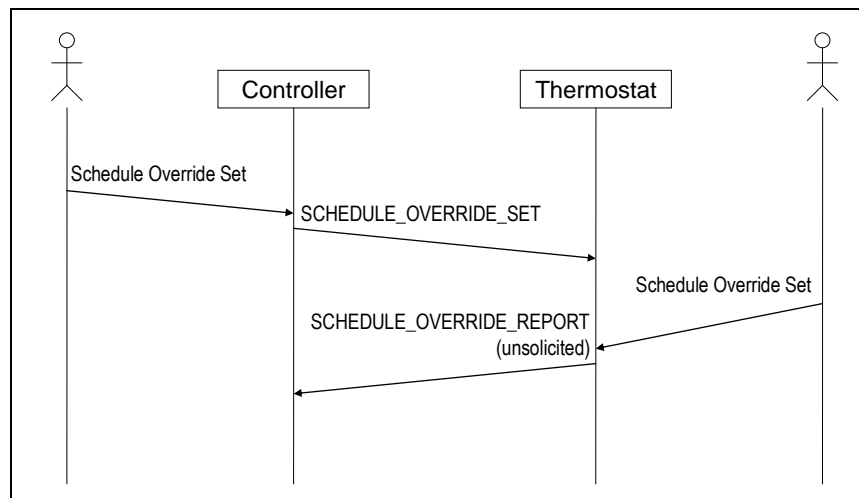 Controller
Thermostat
Schedule Override Set
SCHEDULE_OVERRIDE_SET
Schedule Override Set
SCHEDULE_OVERRIDE_REPORT
(unsolicited)